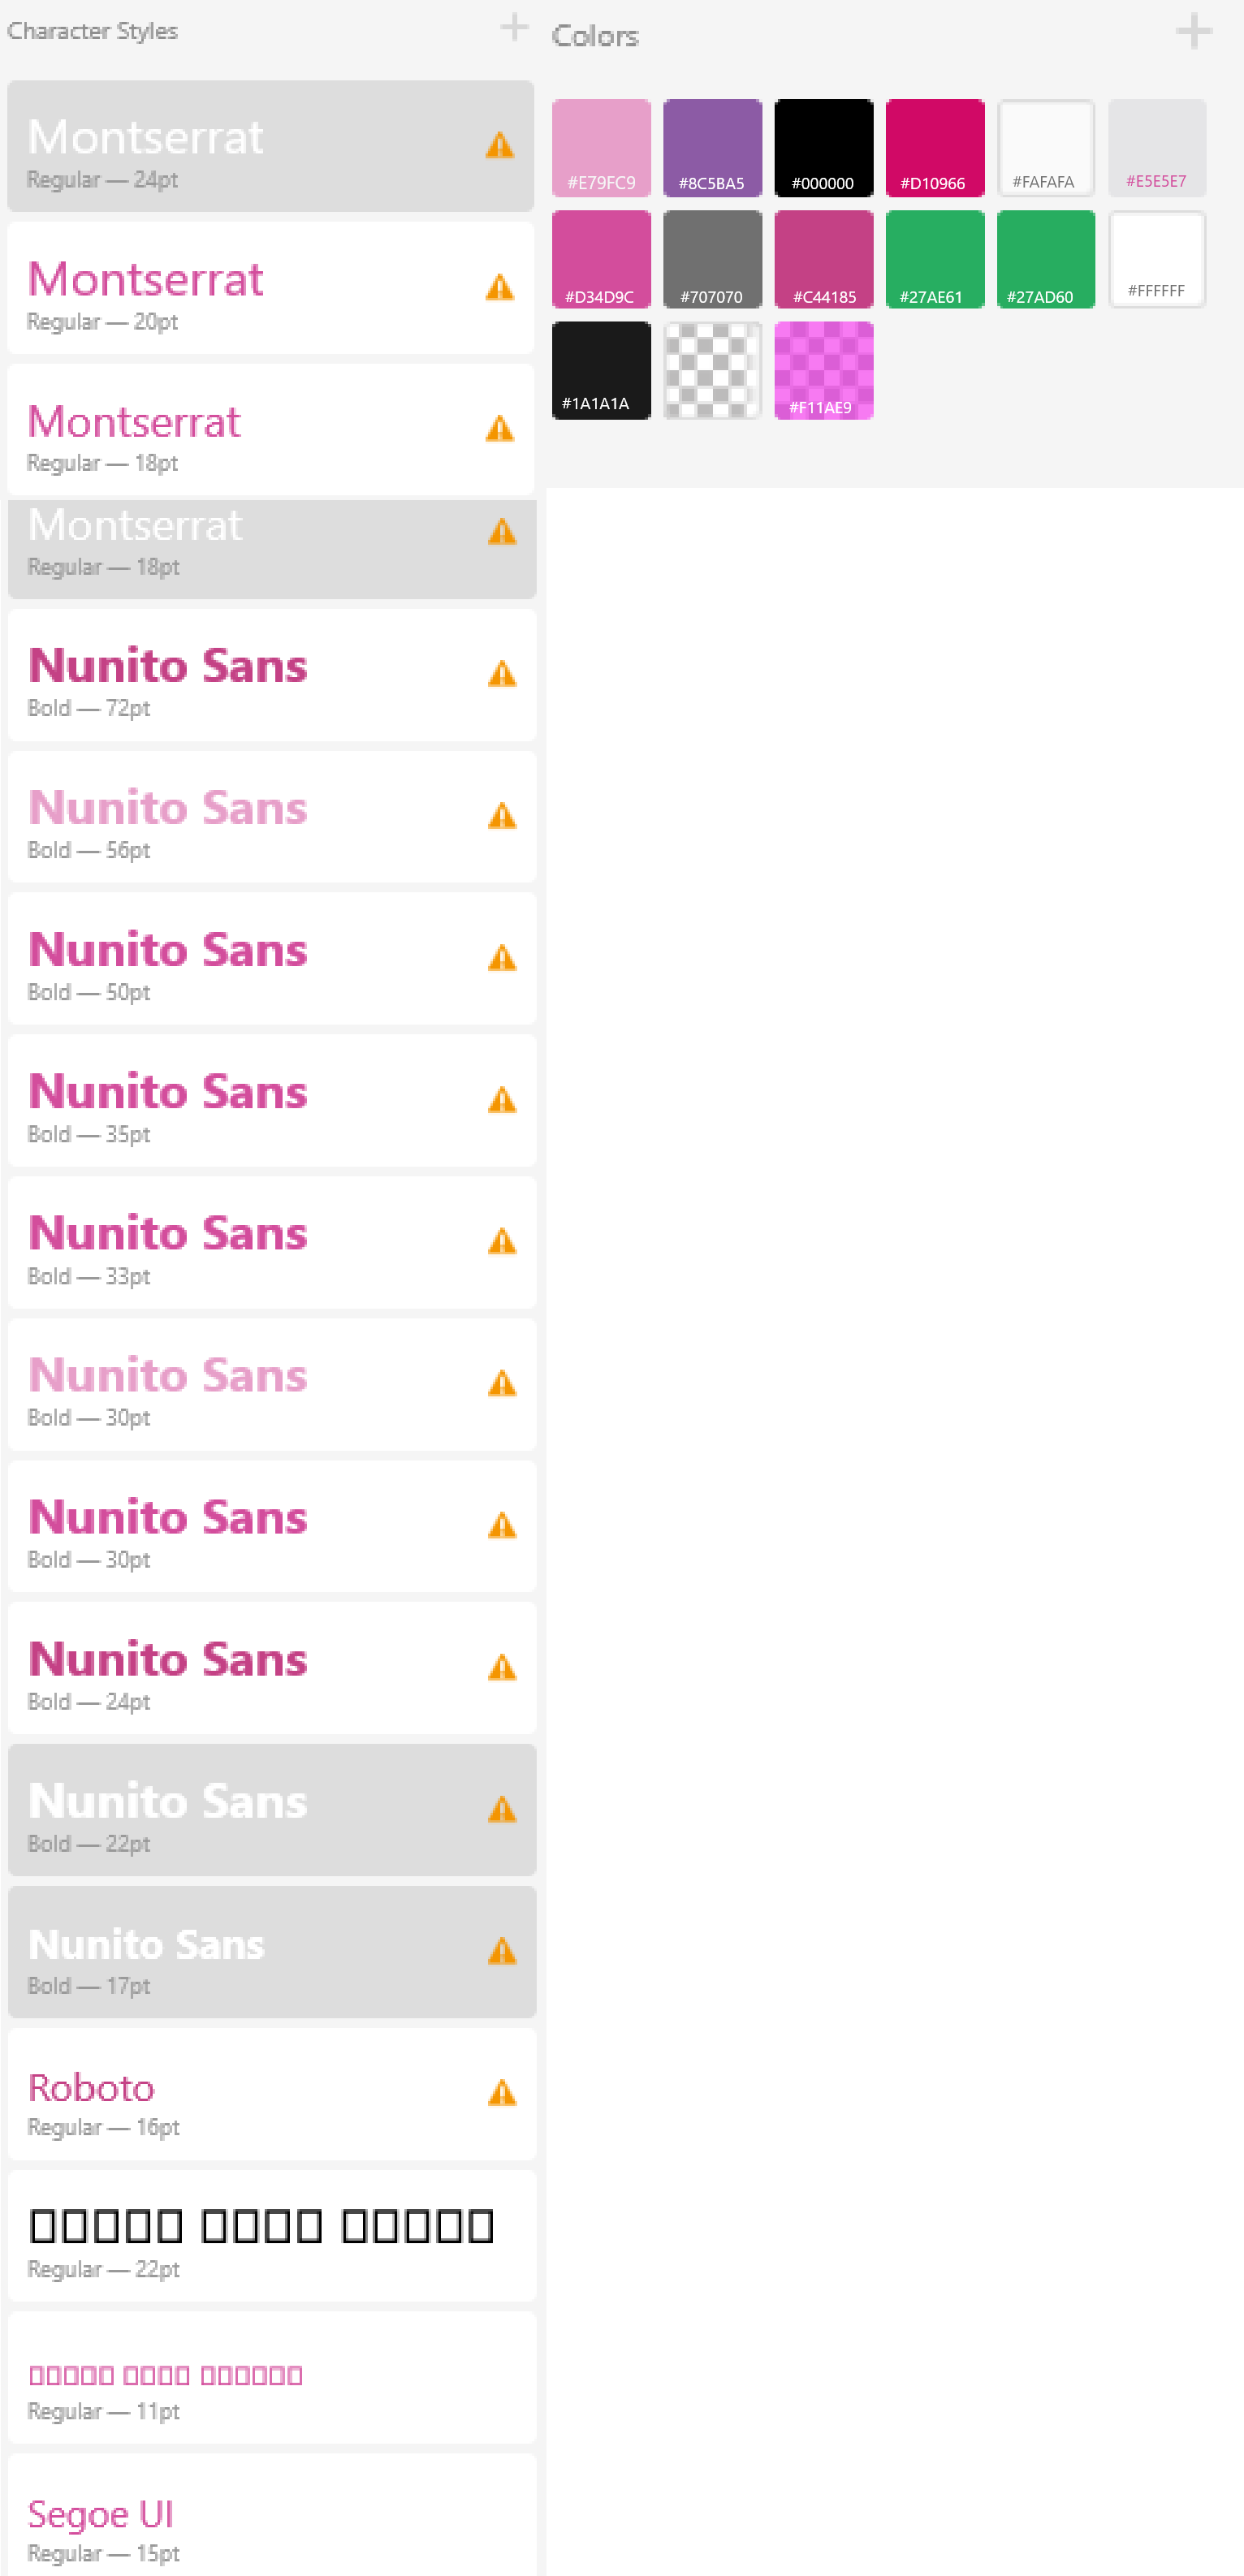 Character Styles
Montserrat
Regular — 24pt
Montserrat
Regular — 20pt
Montserrat
Regular — 18pt
Montserrat
Regular — 18pt
Nunito Sans
Bold — 72pt
Nunito Sans
Bold — 56pt
Nunito Sans
Bold — 50pt
Nunito Sans
Bold — 35pt
Nunito Sans
Bold — 33pt
Nunito Sans
Bold — 30pt
Nunito Sans
Bold — 30pt
Nunito Sans
Bold — 24pt
Nunito Sans
Bold — 22pt
Nunito Sans
Bold — 17pt
Roboto
Regular — 16pt
Regular — 22pt
Regular — 11pt
Segoe UI
Regular — 15pt
Colors
#E79FC9 #8C5BA5 #000000 #D10966 #FAFAFA #E5E5E7
#D34D9C #707070 #C44185 #27AE61 #27AD60 #FFFFFF
#1A1A1A #F11AE9